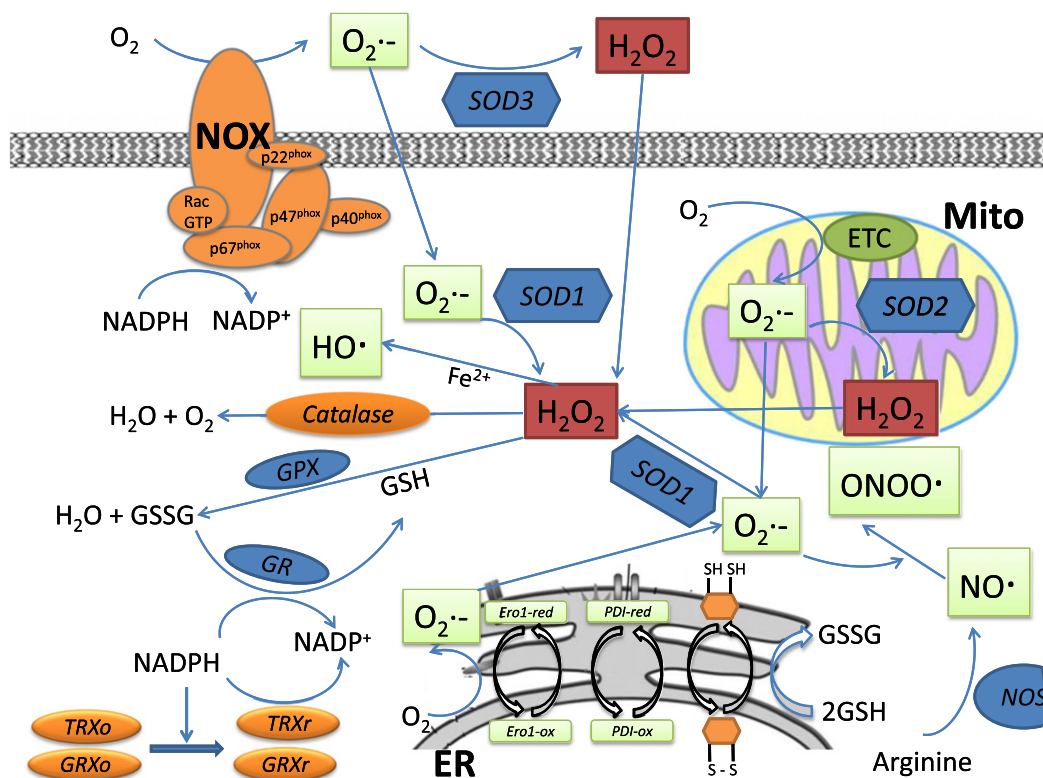 O₂
O₂·-
H₂O₂
SOD3
NOX
p22phox
Rac
GTP
p47phox
p40phox
p67phox
O₂
Mito
ETC
O₂·-
SOD2
H₂O₂
NADPH
NADP⁺
O₂·-
SOD1
HO·
Fe²⁺
H₂O + O₂
Catalase
H₂O₂
GPX
GSH
SOD1
ONOO·
H₂O + GSSG
GR
O₂·-
NO·
SH SH
O₂·-
Ero1-red
PDI-red
GSSG
NADP⁺
NADPH
O₂
2GSH
NOS
TRXo
TRXr
Ero1-ox
PDI-ox
GRXo
GRXr
ER
S - S
Arginine